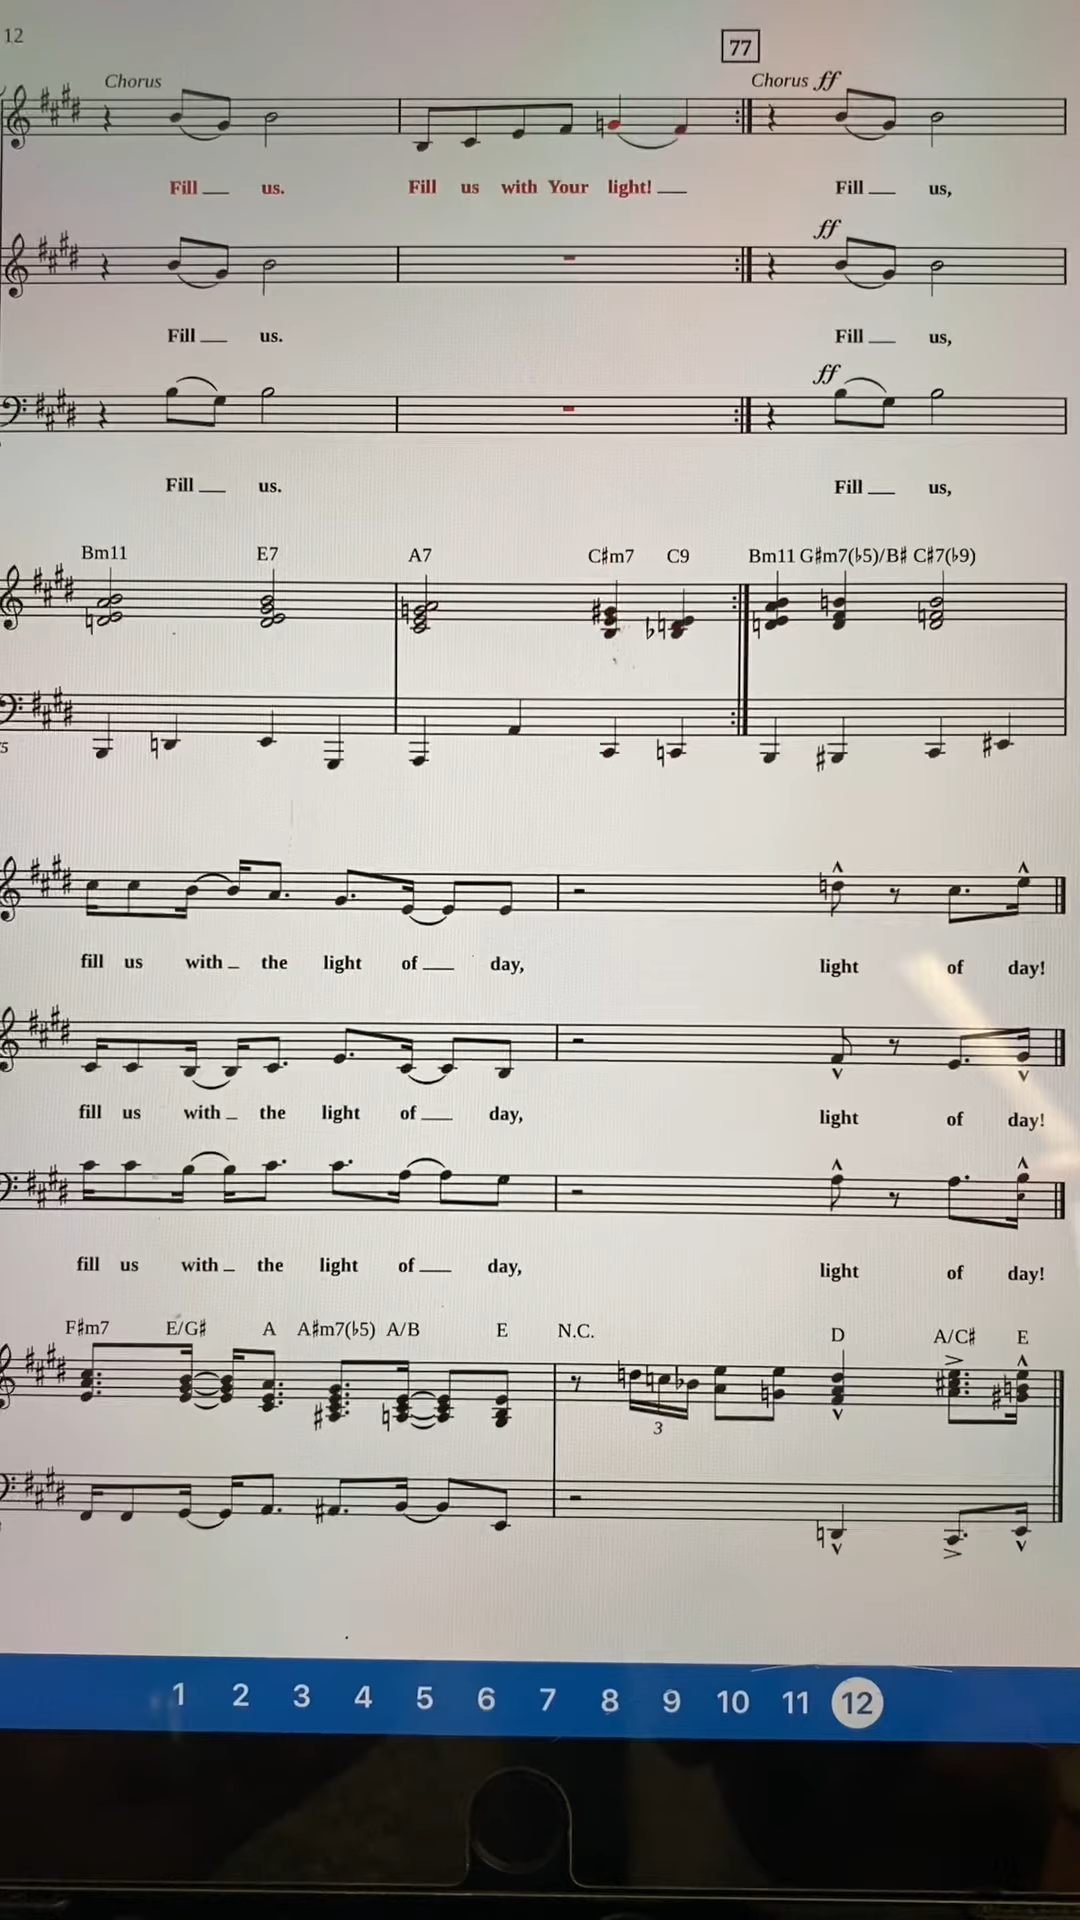 12
77
Chorus
Chorus ff
Fill us. Fill us with Your light! Fill us,
ff
Fill us. Fill us,
ff
Fill us. Fill us,
Bm11 E7 A7 C♯m7 C9 Bm11 G♯m7(♭5)/B♯ C♯7(♭9)
fill us with the light of day, light of day!
fill us with the light of day, light of day!
fill us with the light of day, light of day!
F♯m7 E/G♯ A A♯m7(♭5) A/B E N.C. D A/C♯ E
3
1 2 3 4 5 6 7 8 9 10 11 12